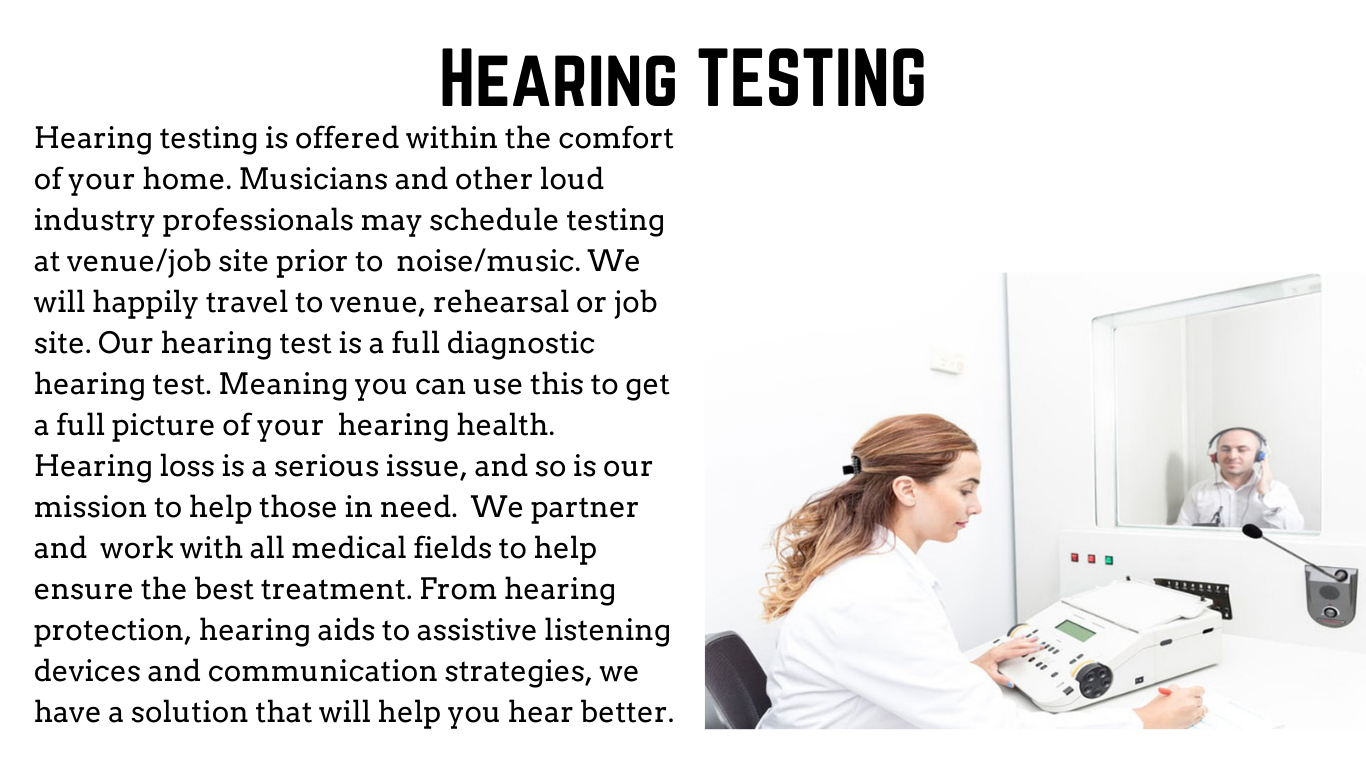 Hearing TESTING
Hearing testing is offered within the comfort
of your home. Musicians and other loud
industry professionals may schedule testing
at venue/job site prior to  noise/music. We
will happily travel to venue, rehearsal or job
site. Our hearing test is a full diagnostic
hearing test. Meaning you can use this to get
a full picture of your  hearing health.
Hearing loss is a serious issue, and so is our
mission to help those in need.  We partner
and  work with all medical fields to help
ensure the best treatment. From hearing
protection, hearing aids to assistive listening
devices and communication strategies, we
have a solution that will help you hear better.